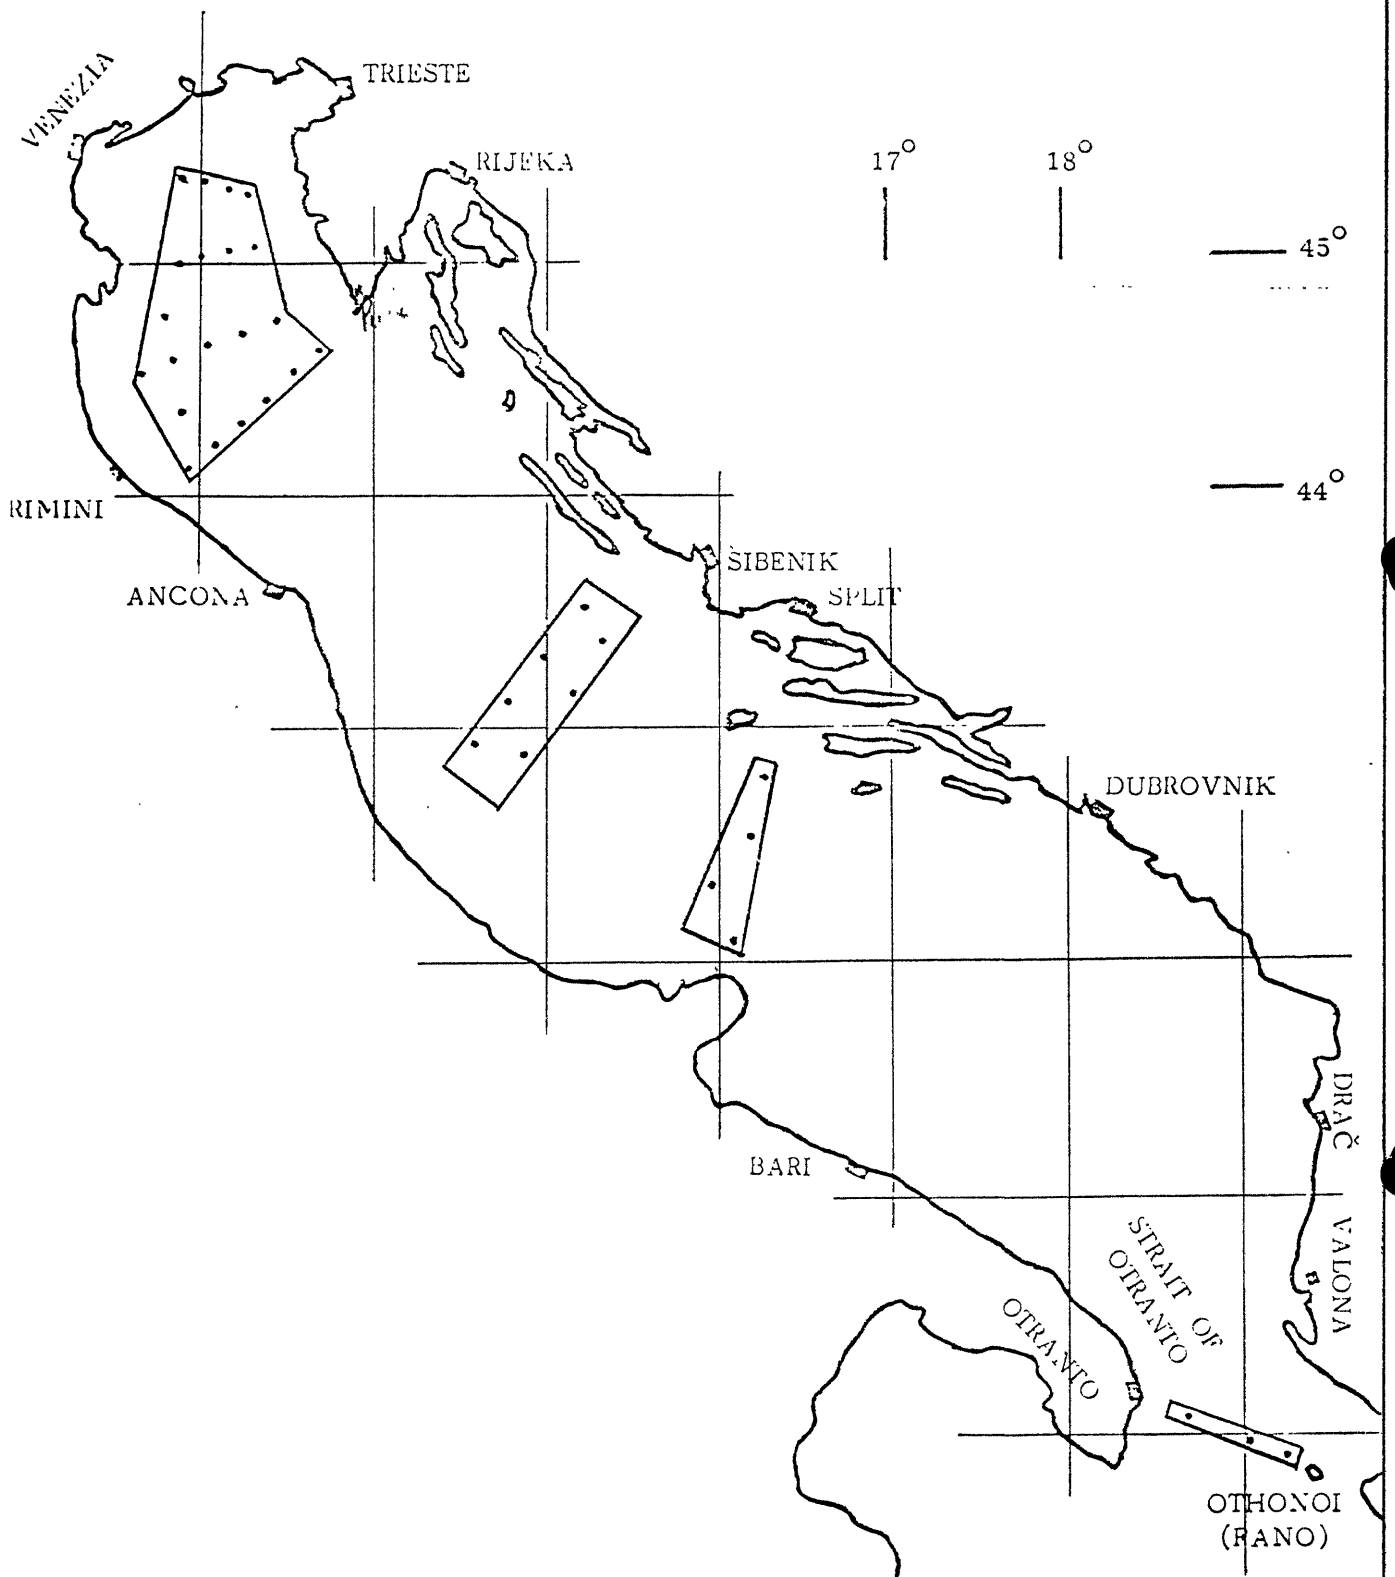 VENEZIA
TRIESTE
RIJEKA
17°
18°
45°
44°
RIMINI
ANCONA
ŠIBENIK
SPLIT
DUBROVNIK
DRAČ
BARI
VALONA
STRAIT OF
OTRANTO
OTRANTO
OTHONOI
(FANO)